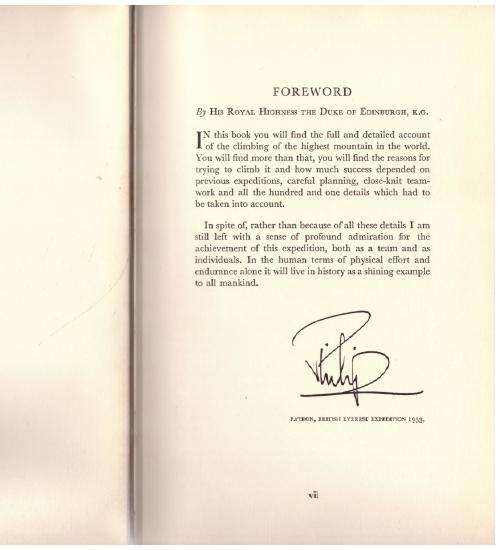 FOREWORD
By His Royal Highness the Duke of Edinburgh, K.G.
IN this book you will find the full and detailed account
of the climbing of the highest mountain in the world.
You will find more than that, you will find the reasons for
trying to climb it and how much success depended on
previous expeditions, careful planning, close-knit team-
work and all the hundred and one details which had to
be taken into account.
In spite of, rather than because of all these details I am
still left with a sense of profound admiration for the
achievement of this expedition, both as a team and as
individuals. In the human terms of physical effort and
endurance alone it will live in history as a shining example
to all mankind.
Philip
PATRON, BRITISH EVEREST EXPEDITION 1953.
vii